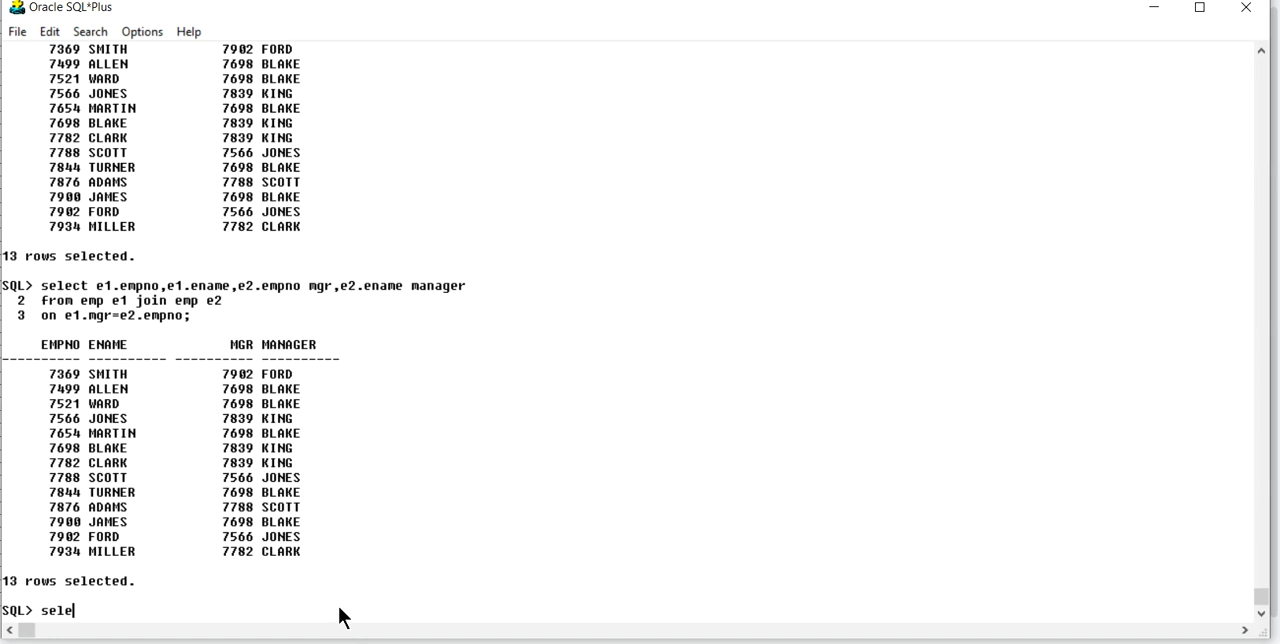 Oracle SQL*Plus
File Edit Search Options Help
7369 SMITH 7902 FORD
7499 ALLEN 7698 BLAKE
7521 WARD 7698 BLAKE
7566 JONES 7839 KING
7654 MARTIN 7698 BLAKE
7698 BLAKE 7839 KING
7782 CLARK 7839 KING
7788 SCOTT 7566 JONES
7844 TURNER 7698 BLAKE
7876 ADAMS 7788 SCOTT
7900 JAMES 7698 BLAKE
7902 FORD 7566 JONES
7934 MILLER 7782 CLARK
13 rows selected.
SQL> select e1.empno,e1.ename,e2.empno mgr,e2.ename manager
2 from emp e1 join emp e2
3 on e1.mgr=e2.empno;
EMPNO ENAME MGR MANAGER
---------- ---------- ---------- ----------
7369 SMITH 7902 FORD
7499 ALLEN 7698 BLAKE
7521 WARD 7698 BLAKE
7566 JONES 7839 KING
7654 MARTIN 7698 BLAKE
7698 BLAKE 7839 KING
7782 CLARK 7839 KING
7788 SCOTT 7566 JONES
7844 TURNER 7698 BLAKE
7876 ADAMS 7788 SCOTT
7900 JAMES 7698 BLAKE
7902 FORD 7566 JONES
7934 MILLER 7782 CLARK
13 rows selected.
SQL> sele